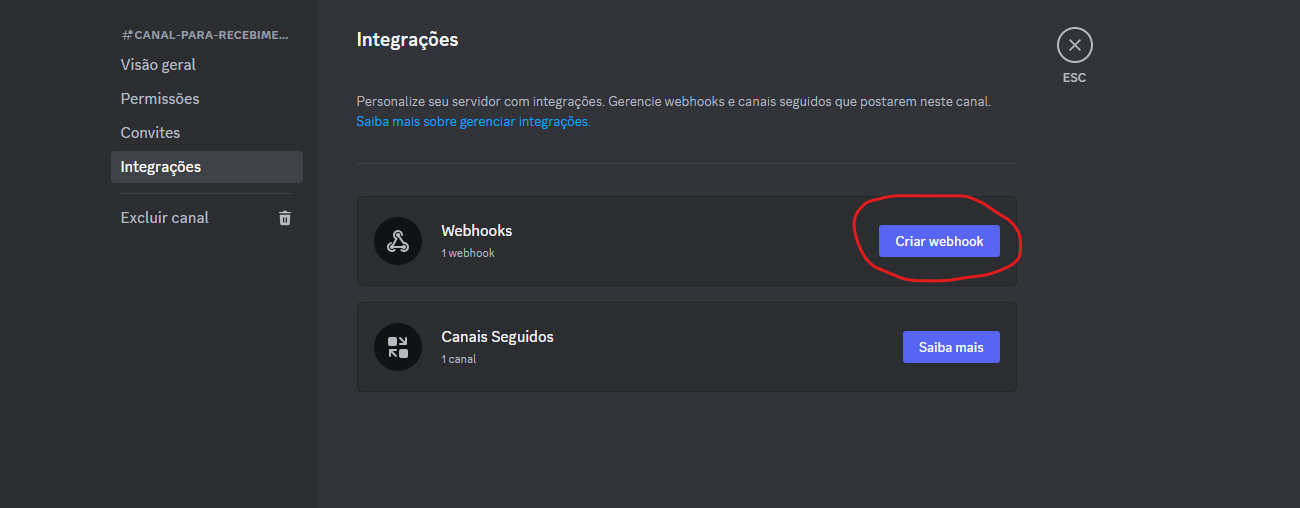 #CANAL-PARA-RECEBIME...
Visão geral
Permissões
Convites
Integrações
Excluir canal
Integrações
Personalize seu servidor com integrações. Gerencie webhooks e canais seguidos que postarem neste canal.
Saiba mais sobre gerenciar integrações.
Webhooks
1 webhook
Criar webhook
Canais Seguidos
1 canal
Saiba mais
ESC